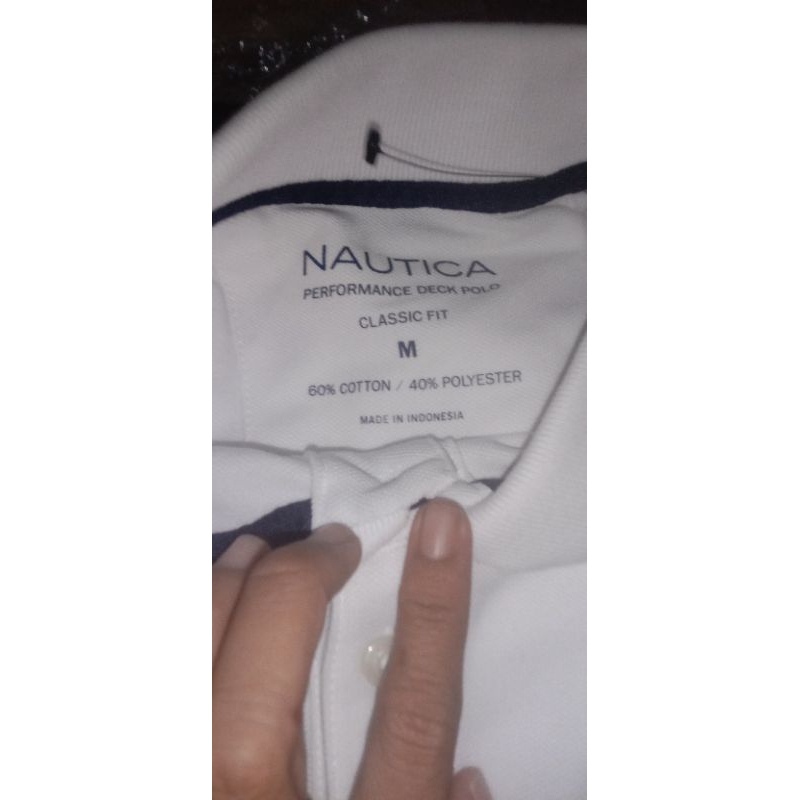 NAUTICA
PERFORMANCE DECK POLO
CLASSIC FIT
M
60% COTTON / 40% POLYESTER
MADE IN INDONESIA